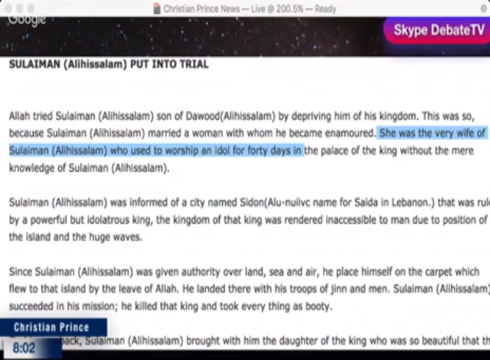 Christian Prince News — Live @ 200.5% — Ready
Google
Skype DebateTV
SULAIMAN (Alihissalam) PUT INTO TRIAL
Allah tried Sulaiman (Alihissalam) son of Dawood(Alihissalam) by depriving him of his kingdom. This was so,
because Sulaiman (Alihissalam) married a woman with whom he became enamoured. She was the very wife of
Sulaiman (Alihissalam) who used to worship an idol for forty days in the palace of the king without the mere
knowledge of Sulaiman (Alihissalam).
Sulaiman (Alihissalam) was informed of a city named Sidon( name for Saida in Lebanon.) that was rul
by a powerful but idolatrous king, the kingdom of that king was rendered inaccessible to man due to position of
the island and the huge waves.
Since Sulaiman (Alihissalam) was given authority over land, sea and air, he place himself on the carpet which
flew to that island by the leave of Allah. He landed there with his troops of jinn and men. Sulaiman (Alihissalam)
succeeded in his mission; he killed that king and took every thing as booty.
Christian Prince
8:02
back, Sulaiman (Alihissalam) brought with him the daughter of the king who was so beautiful that th